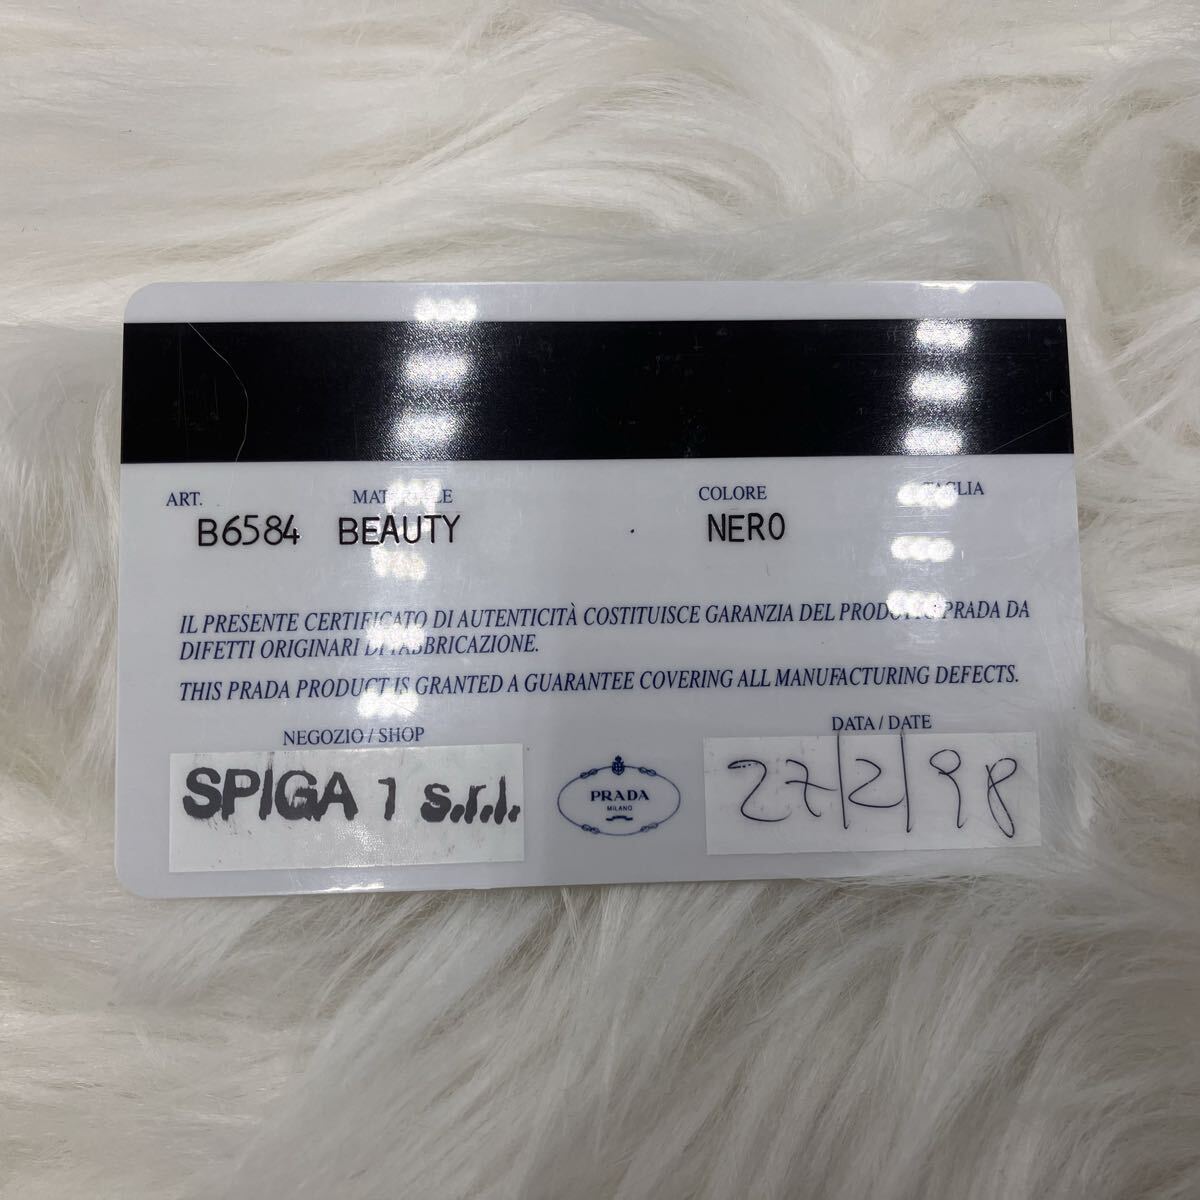 ART. MATERIALE COLORE TAGLIA
B6584 BEAUTY NERO
IL PRESENTE CERTIFICATO DI AUTENTICITÀ COSTITUISCE GARANZIA DEL PRODOTTO PRADA DA
DIFETTI ORIGINARI DI FABBRICAZIONE.
THIS PRADA PRODUCT IS GRANTED A GUARANTEE COVERING ALL MANUFACTURING DEFECTS.
NEGOZIO / SHOP
DATA / DATE
SPIGA 1 s.r.l.
PRADA
MILANO
27/2/98